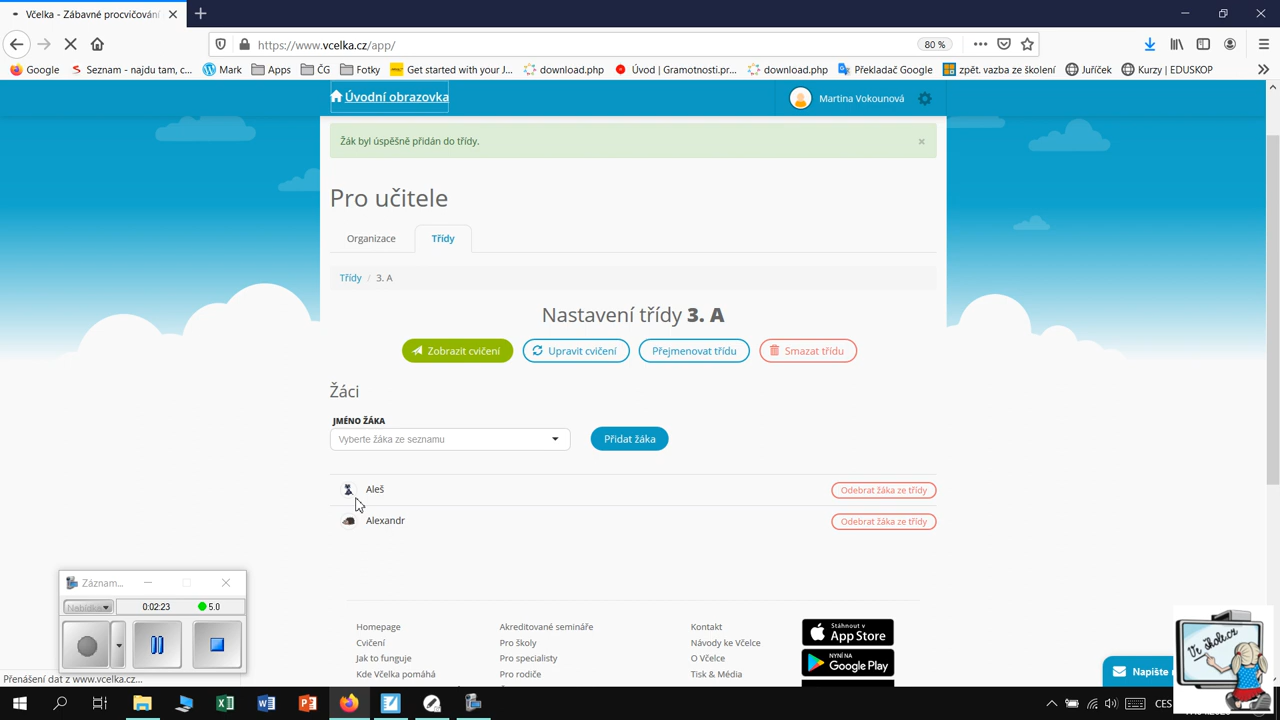 Včelka - Zábavné procvičování
https://www.vcelka.cz/app/
80 %
Google
Seznam - najdu tam, c...
Mark
Apps
ČG
Fotky
Get started with your J...
download.php
Úvod | Gramotnosti.pr...
download.php
Překladač Google
zpět. vazba ze školení
Juříček
Kurzy | EDUSKOP
Úvodní obrazovka
Martina Vokounová
Žák byl úspěšně přidán do třídy.
Pro učitele
Organizace
Třídy
Třídy / 3. A
Nastavení třídy 3. A
Zobrazit cvičení
Upravit cvičení
Přejmenovat třídu
Smazat třídu
Žáci
JMÉNO ŽÁKA
Vyberte žáka ze seznamu
Přidat žáka
Aleš
Odebrat žáka ze třídy
Alexandr
Odebrat žáka ze třídy
Záznam...
Nabídka
0:02:23
5.0
Homepage
Akreditované semináře
Kontakt
Cvičení
Pro školy
Návody ke Včelce
Jak to funguje
Pro specialisty
O Včelce
Kde Včelka pomáhá
Pro rodiče
Tisk & Média
Stáhnout v
App Store
NYNÍ NA
Google Play
Napište
Přenášení dat z www.vcelka.cz...
CES